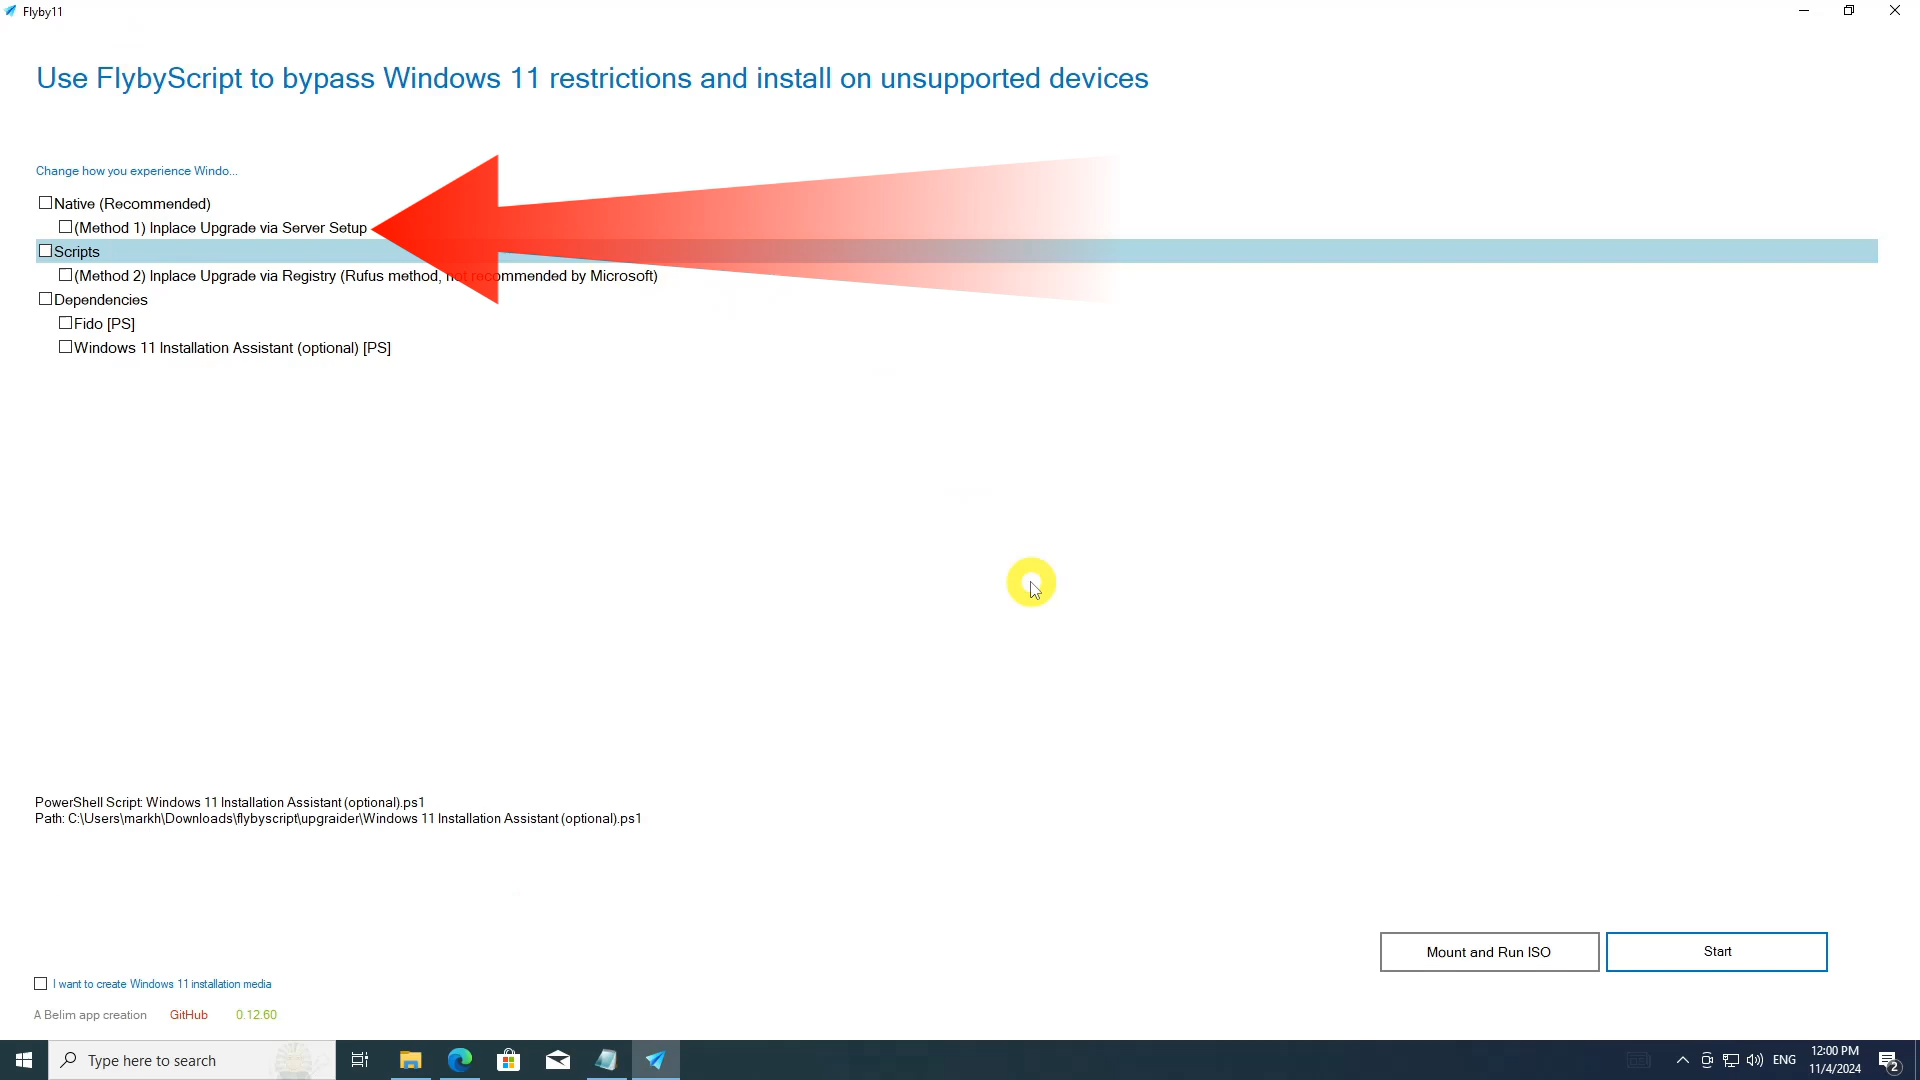 Flyby11
Use FlybyScript to bypass Windows 11 restrictions and install on unsupported devices
Change how you experience Windo...
Native (Recommended)
(Method 1) Inplace Upgrade via Server Setup
Scripts
(Method 2) Inplace Upgrade via Registry (Rufus method, not recommended by Microsoft)
Dependencies
Fido [PS]
Windows 11 Installation Assistant (optional) [PS]
PowerShell Script: Windows 11 Installation Assistant (optional).ps1
Path: C:\Users\markh\Downloads\flybyscript\upgraider\Windows 11 Installation Assistant (optional).ps1
Mount and Run ISO
Start
I want to create Windows 11 installation media
A Belim app creation GitHub 0.12.60
Type here to search
ENG
12:00 PM
11/4/2024
2